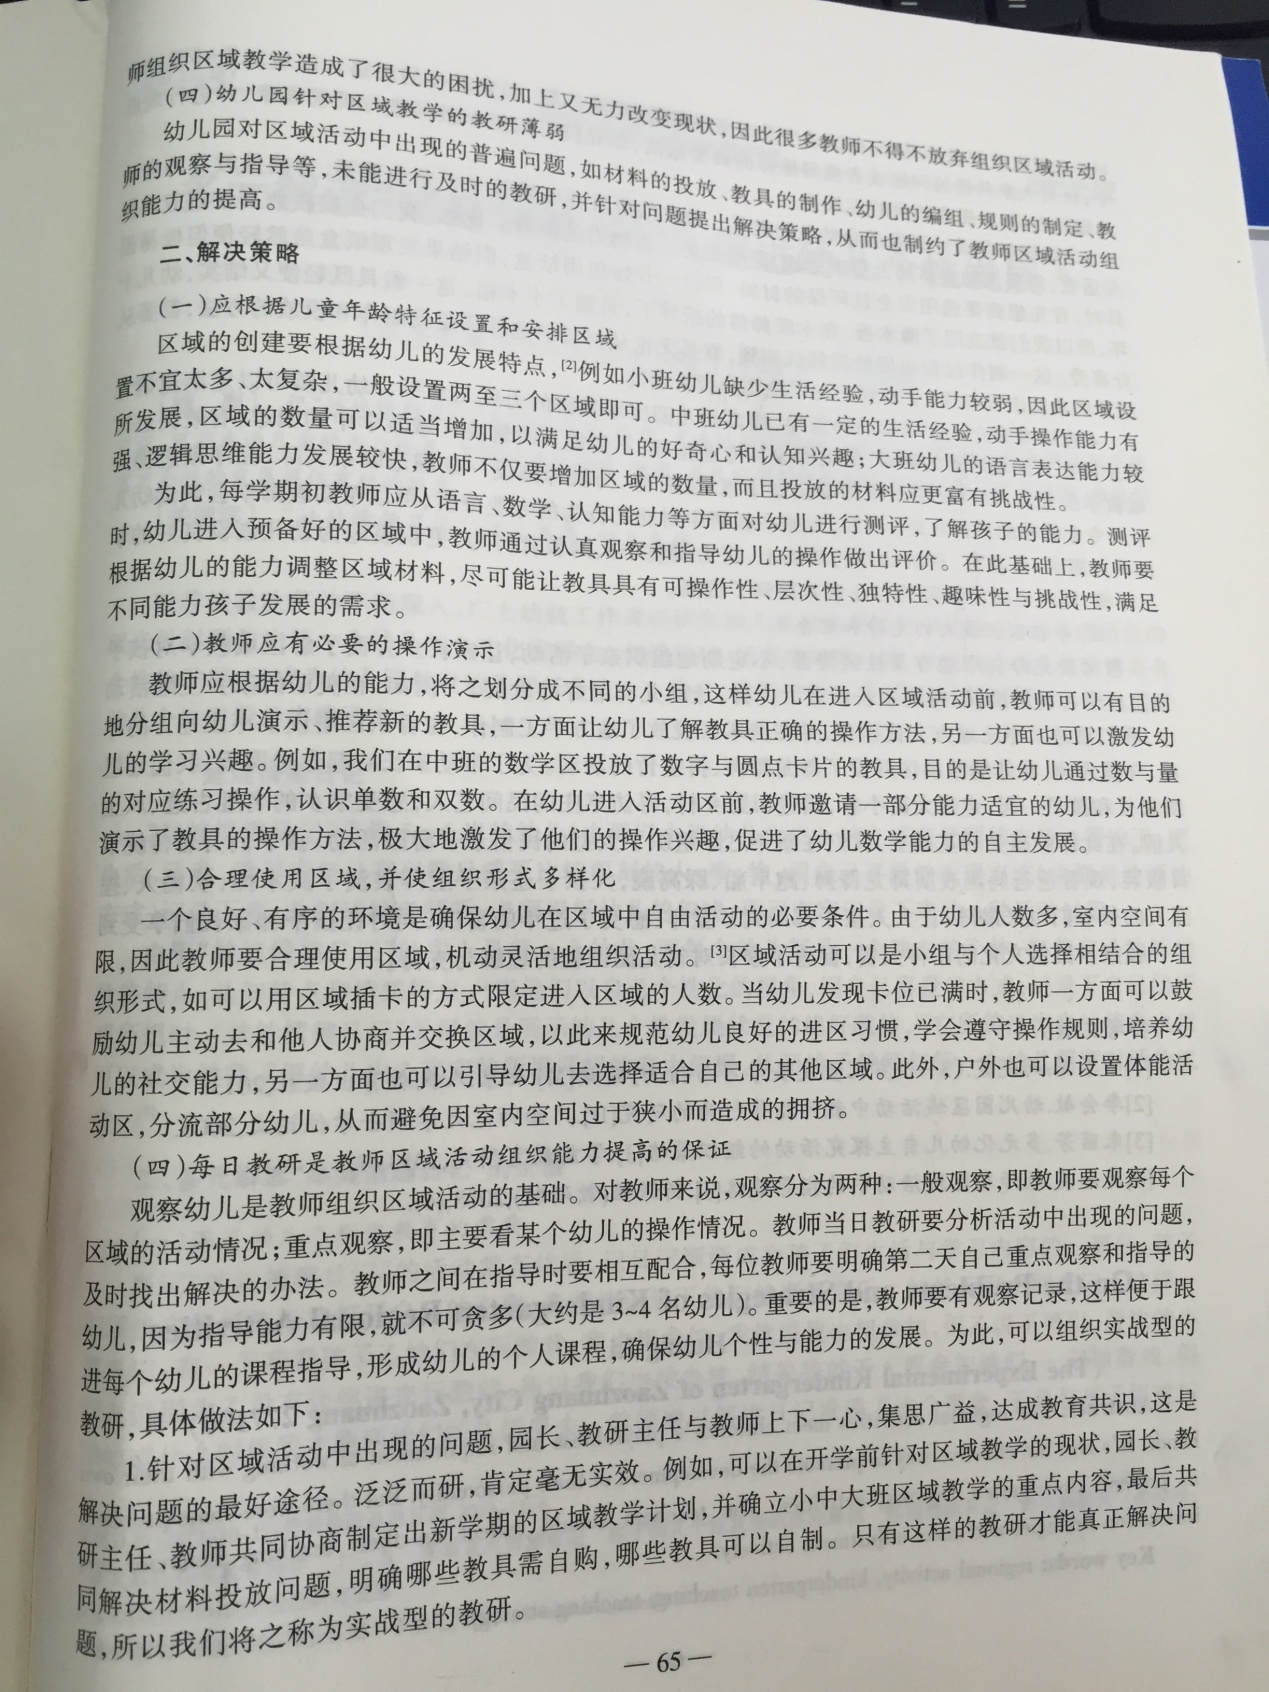 师组织区域教学造成了很大的困扰,加上又无力改变现状,因此很多教师不得不放弃组织区域活动。
(四)幼儿园针对区域教学的教研薄弱
幼儿园对区域活动中出现的普遍问题,如材料的投放、教具的制作、幼儿的编组、规则的制定、教
师的观察与指导等,未能进行及时的教研,并针对问题提出解决策略,从而也制约了教师区域活动组
织能力的提高。
二、解决策略
(一)应根据儿童年龄特征设置和安排区域
区域的创建要根据幼儿的发展特点,[2]例如小班幼儿缺少生活经验,动手能力较弱,因此区域设
置不宜太多、太复杂,一般设置两至三个区域即可。中班幼儿已有一定的生活经验,动手操作能力有
所发展,区域的数量可以适当增加,以满足幼儿的好奇心和认知兴趣;大班幼儿的语言表达能力较
强、逻辑思维能力发展较快,教师不仅要增加区域的数量,而且投放的材料应更富有挑战性。
为此,每学期初教师应从语言、数学、认知能力等方面对幼儿进行测评,了解孩子的能力。测评
时,幼儿进入预备好的区域中,教师通过认真观察和指导幼儿的操作做出评价。在此基础上,教师要
根据幼儿的能力调整区域材料,尽可能让教具具有可操作性、层次性、独特性、趣味性与挑战性,满足
不同能力孩子发展的需求。
(二)教师应有必要的操作演示
教师应根据幼儿的能力,将之划分成不同的小组,这样幼儿在进入区域活动前,教师可以有目的
地分组向幼儿演示、推荐新的教具,一方面让幼儿了解教具正确的操作方法,另一方面也可以激发幼
儿的学习兴趣。例如,我们在中班的数学区投放了数字与圆点卡片的教具,目的是让幼儿通过数与量
的对应练习操作,认识单数和双数。在幼儿进入活动区前,教师邀请一部分能力适宜的幼儿,为他们
演示了教具的操作方法,极大地激发了他们的操作兴趣,促进了幼儿数学能力的自主发展。
(三)合理使用区域,并使组织形式多样化
一个良好、有序的环境是确保幼儿在区域中自由活动的必要条件。由于幼儿人数多,室内空间有
限,因此教师要合理使用区域,机动灵活地组织活动。[3]区域活动可以是小组与个人选择相结合的组
织形式,如可以用区域插卡的方式限定进入区域的人数。当幼儿发现卡位已满时,教师一方面可以鼓
励幼儿主动去和他人协商并交换区域,以此来规范幼儿良好的进区习惯,学会遵守操作规则,培养幼
儿的社交能力,另一方面也可以引导幼儿去选择适合自己的其他区域。此外,户外也可以设置体能活
动区,分流部分幼儿,从而避免因室内空间过于狭小而造成的拥挤。
(四)每日教研是教师区域活动组织能力提高的保证
观察幼儿是教师组织区域活动的基础。对教师来说,观察分为两种:一般观察,即教师要观察每个
区域的活动情况;重点观察,即主要看某个幼儿的操作情况。教师当日教研要分析活动中出现的问题,
及时找出解决的办法。教师之间在指导时要相互配合,每位教师要明确第二天自己重点观察和指导的
幼儿,因为指导能力有限,就不可贪多(大约是3~4名幼儿)。重要的是,教师要有观察记录,这样便于跟
进每个幼儿的课程指导,形成幼儿的个人课程,确保幼儿个性与能力的发展。为此,可以组织实战型的
教研,具体做法如下:
1.针对区域活动中出现的问题,园长、教研主任与教师上下一心,集思广益,达成教育共识,这是
解决问题的最好途径。泛泛而研,肯定毫无实效。例如,可以在开学前针对区域教学的现状,园长、教
研主任、教师共同协商制定出新学期的区域教学计划,并确立小中大班区域教学的重点内容,最后共
同解决材料投放问题,明确哪些教具需自购,哪些教具可以自制。只有这样的教研才能真正解决问
题,所以我们将之称为实战型的教研。
— 65 —